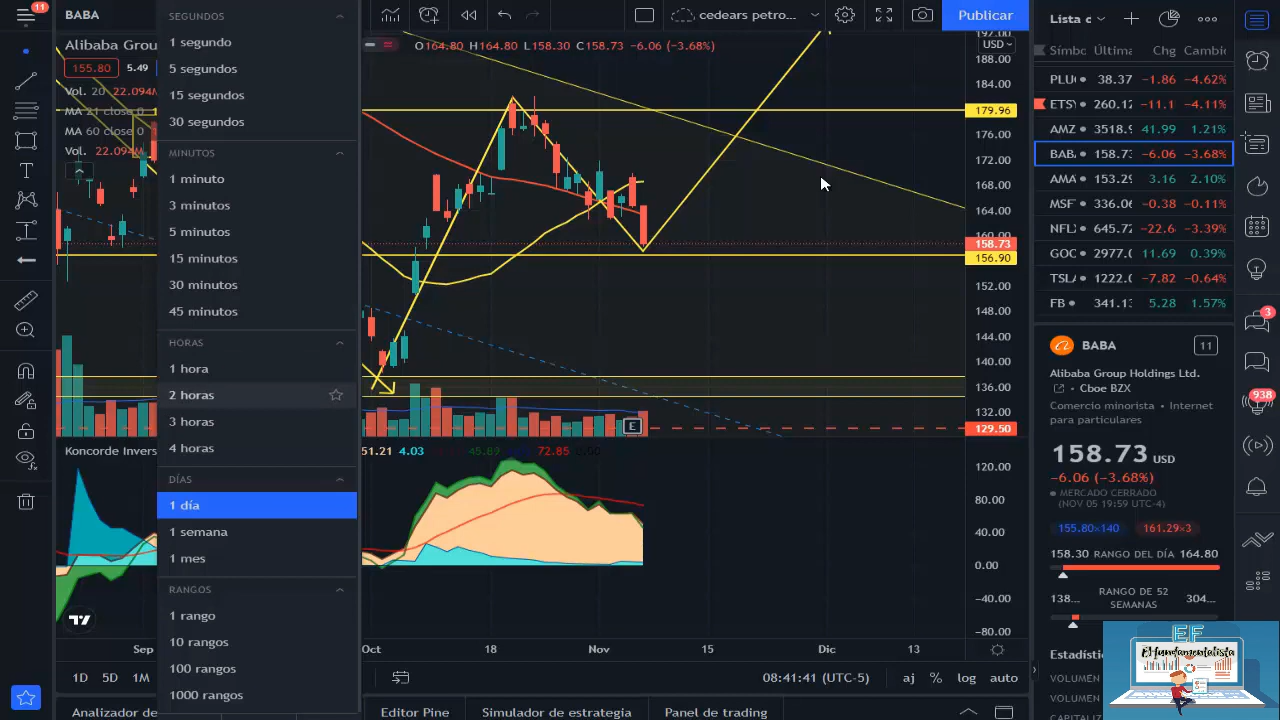 11
BABA
Alibaba Grou
155.80
5.49
Vol. 20 22.094M
MA 21 close 0
MA 60 close 0
Vol. 22.094M
SEGUNDOS
1 segundo
5 segundos
15 segundos
30 segundos
MINUTOS
1 minuto
3 minutos
5 minutos
15 minutos
30 minutos
45 minutos
HORAS
1 hora
2 horas
3 horas
4 horas
DÍAS
1 día
1 semana
1 mes
RANGOS
1 rango
10 rangos
100 rangos
1000 rangos
Koncorde Invers
Sep
1D 5D 1M
Analizador de
cedears petro...
Publicar
O164.80 H164.80 L158.30 C158.73 -6.06 (-3.68%)
USD
192.00
188.00
184.00
179.96
176.00
172.00
168.00
164.00
160.00
158.73
156.90
152.00
148.00
144.00
140.00
136.00
132.00
129.50
E
51.21 4.03 45.89 72.85
120.00
80.00
40.00
0.00
-40.00
-80.00
Oct 18 Nov 15 Dic 13
08:41:41 (UTC-5) aj % log auto
Editor Pine Simulador de estrategia Panel de trading
Lista c
Símbo Última Chg Cambio
PLU 38.37 -1.86 -4.62%
ETSY 260.12 -11.1 -4.11%
AMZ 3518.9 41.99 1.21%
BAB 158.73 -6.06 -3.68%
AMA 153.29 3.16 2.10%
MSF 336.06 -0.38 -0.11%
NFL 645.72 -22.6 -3.39%
GOO 2977.0 11.69 0.39%
TSL 1222.0 -7.82 -0.64%
FB 341.13 5.28 1.57%
BABA
11
Alibaba Group Holdings Ltd.
• Cboe BZX
Comercio minorista • Internet
para particulares
158.73 USD
-6.06 (-3.68%)
MERCADO CERRADO
(NOV 05 19:59 UTC-4)
155.80×140 161.29×3
158.30 RANGO DEL DÍA 164.80
138... RANGO DE 52 SEMANAS 304...
Estadíst
VOLUMEN
VOLUMEN
CAPITALIZ
3
938
EF
El Fundamentalista